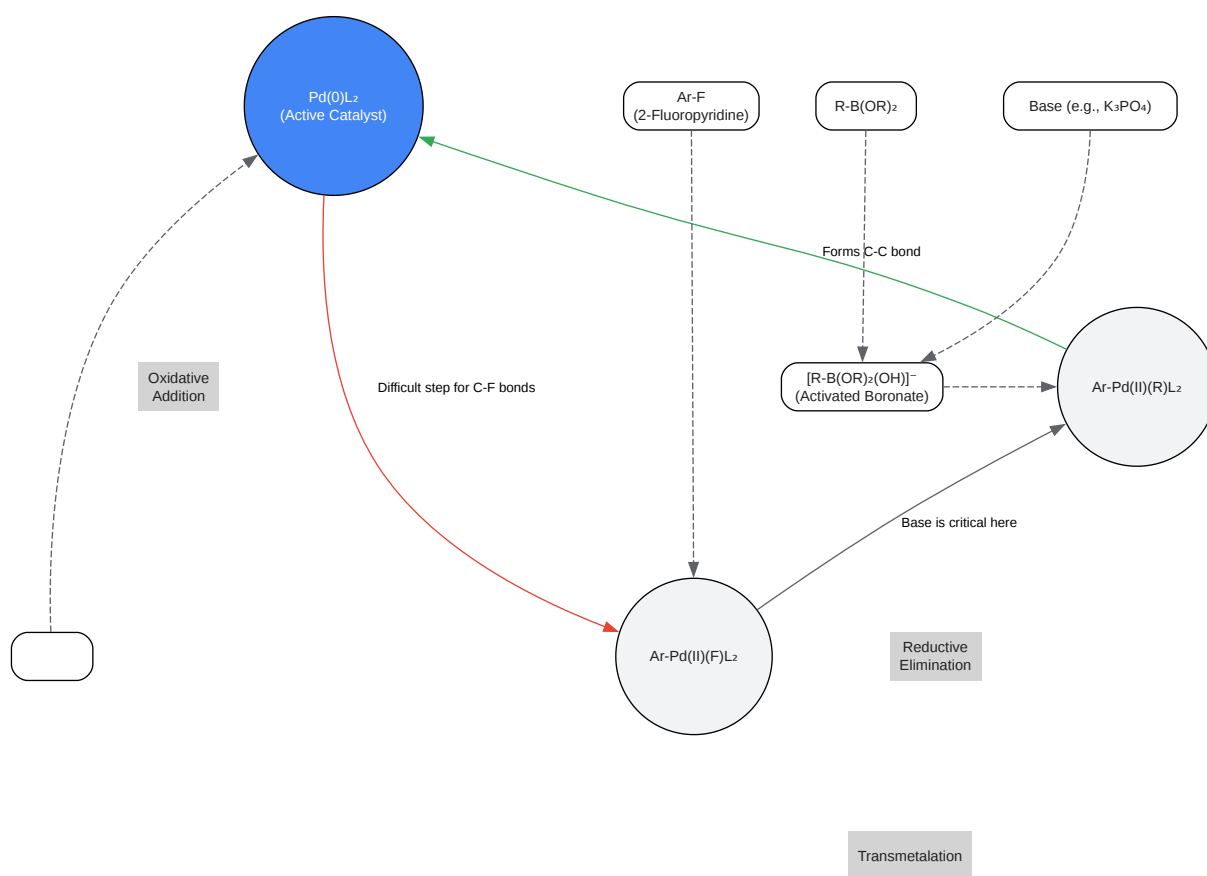 Pd(0)L₂
(Active Catalyst)
Ar-F
(2-Fluoropyridine)
R-B(OR)₂
Base (e.g., K₃PO₄)
Forms C-C bond
Oxidative
Addition
Difficult step for C-F bonds
[R-B(OR)₂(OH)]⁻
(Activated Boronate)
Ar-Pd(II)(R)L₂
Base is critical here
Ar-Pd(II)(F)L₂
Reductive
Elimination
Transmetalation